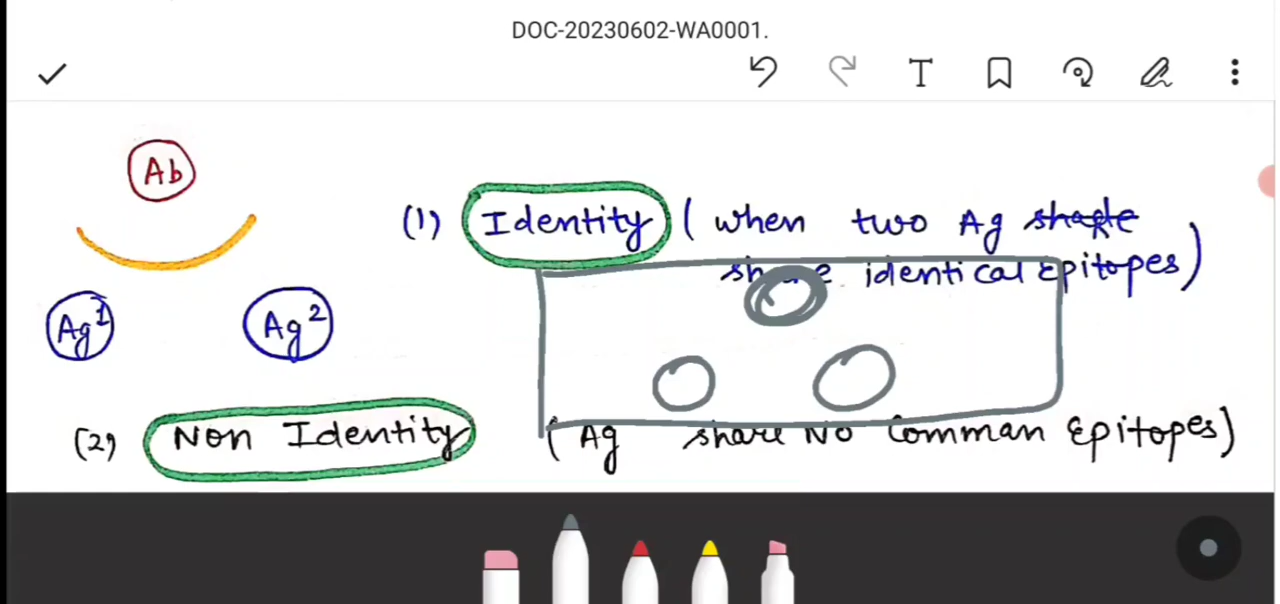 DOC-20230602-WA0001.
T
Ab
(1) Identity (when two Ag share
share identical Epitopes)
Ag1 Ag2
(2) Non Identity (Ag share No Comman Epitopes)